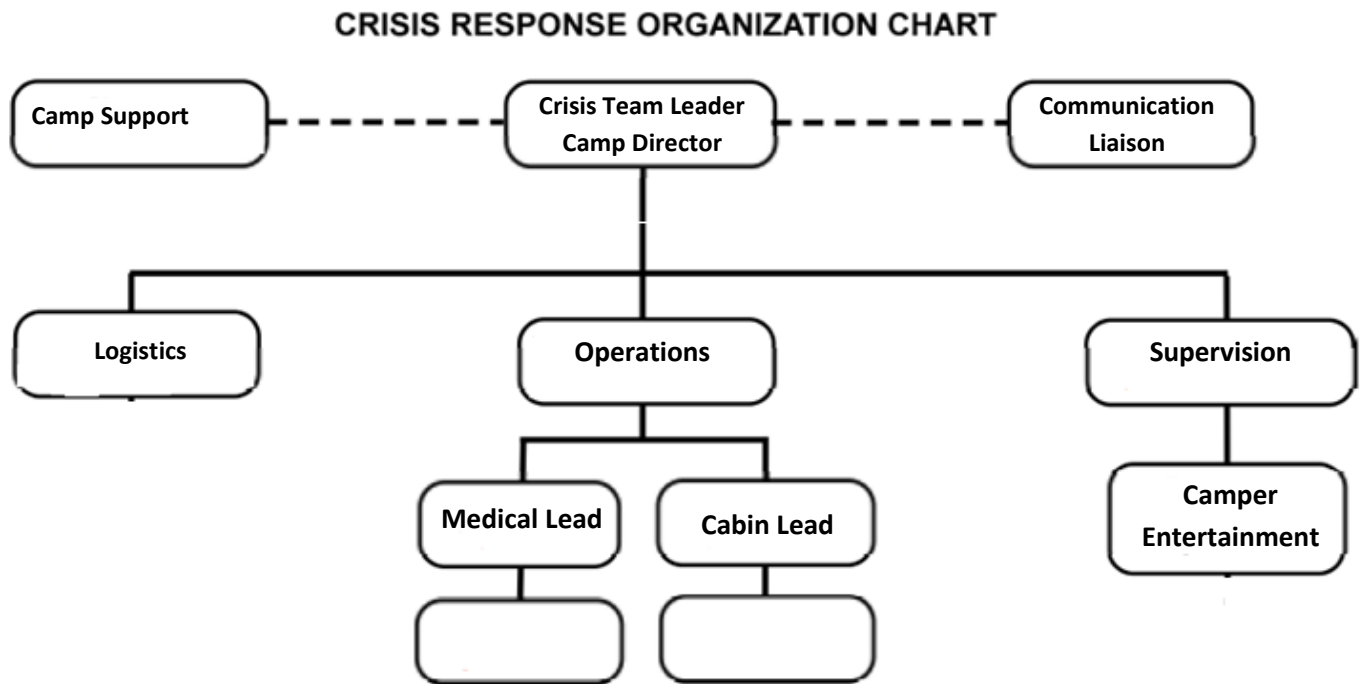 CRISIS RESPONSE ORGANIZATION CHART
Camp Support
Crisis Team Leader
Camp Director
Communication
Liaison
Logistics
Operations
Supervision
Medical Lead
Cabin Lead
Camper
Entertainment